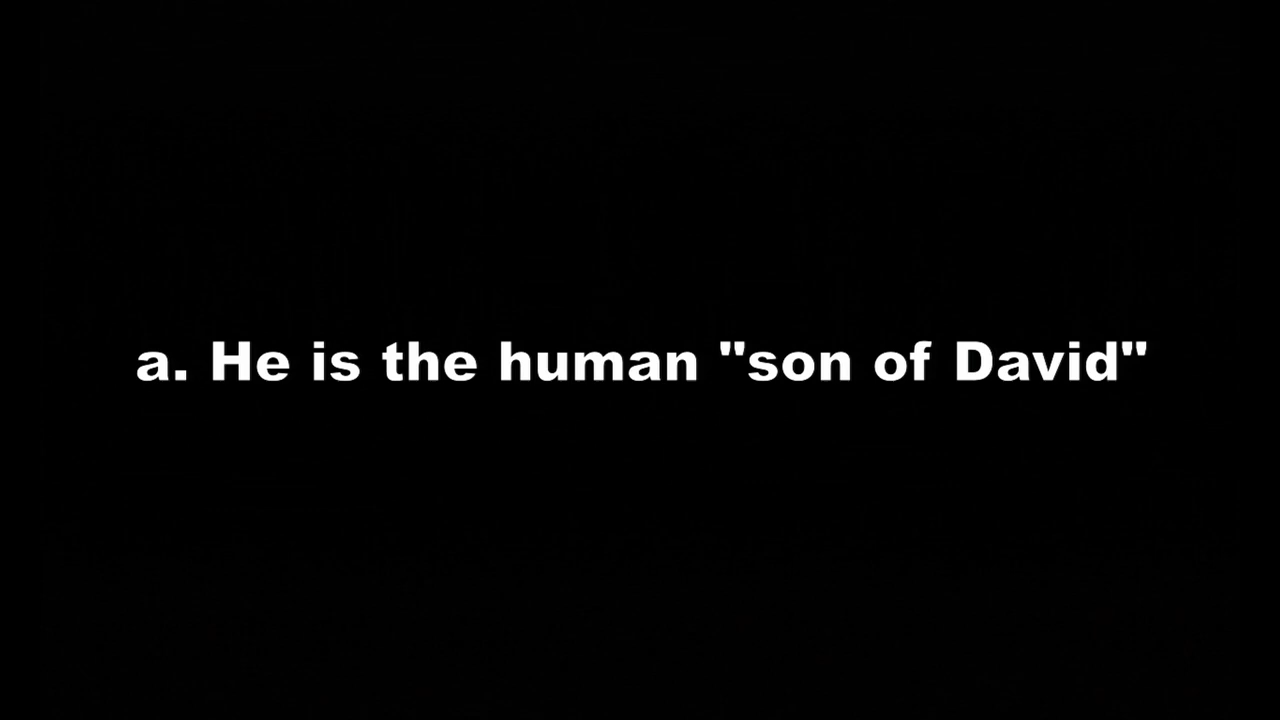 a. He is the human "son of David"